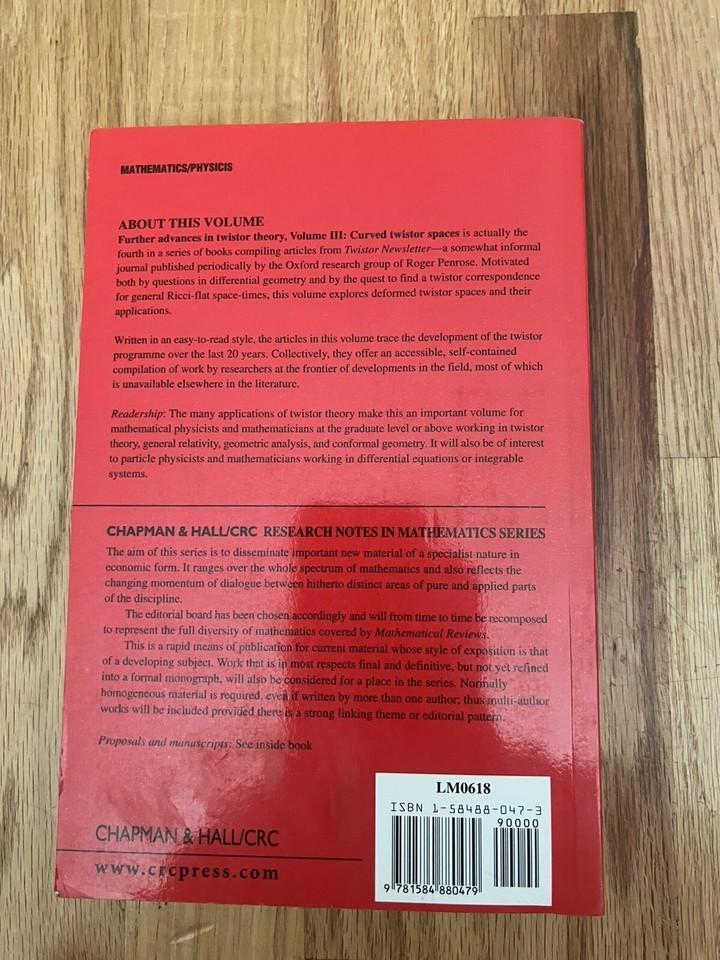 MATHEMATICS/PHYSICIS
ABOUT THIS VOLUME
Further advances in twistor theory, Volume III: Curved twistor spaces is actually the
fourth in a series of books compiling articles from Twistor Newsletter—a somewhat informal
journal published periodically by the Oxford research group of Roger Penrose. Motivated
both by questions in differential geometry and by the quest to find a twistor correspondence
for general Ricci-flat space-times, this volume explores deformed twistor spaces and their
applications.
Written in an easy-to-read style, the articles in this volume trace the development of the twistor
programme over the last 20 years. Collectively, they offer an accessible, self-contained
compilation of work by researchers at the frontier of developments in the field, most of which
is unavailable elsewhere in the literature.
Readership: The many applications of twistor theory make this an important volume for
mathematical physicists and mathematicians at the graduate level or above working in twistor
theory, general relativity, geometric analysis, and conformal geometry. It will also be of interest
to particle physicists and mathematicians working in differential equations or integrable
systems.
CHAPMAN & HALL/CRC RESEARCH NOTES IN MATHEMATICS SERIES
The aim of this series is to disseminate important new material of a specialist nature in
economic form. It ranges over the whole spectrum of mathematics and also reflects the
changing momentum of dialogue between hitherto distinct areas of pure and applied parts
of the discipline.
The editorial board has been chosen accordingly and will from time to time be recomposed
to represent the full diversity of mathematics covered by Mathematical Reviews.
This is a rapid means of publication for current material whose style of exposition is that
of a developing subject. Work that is in most respects final and definitive, but not yet refined
into a formal monograph, will also be considered for a place in the series. Normally
homogeneous material is required, even if written by more than one author; thus multi-author
works will be included provided there is a strong linking theme or editorial pattern.
Proposals and manuscripts: See inside book
LM0618
ISBN 1-58488-047-3
90000
9 781584 880479
CHAPMAN & HALL/CRC
www.crcpress.com